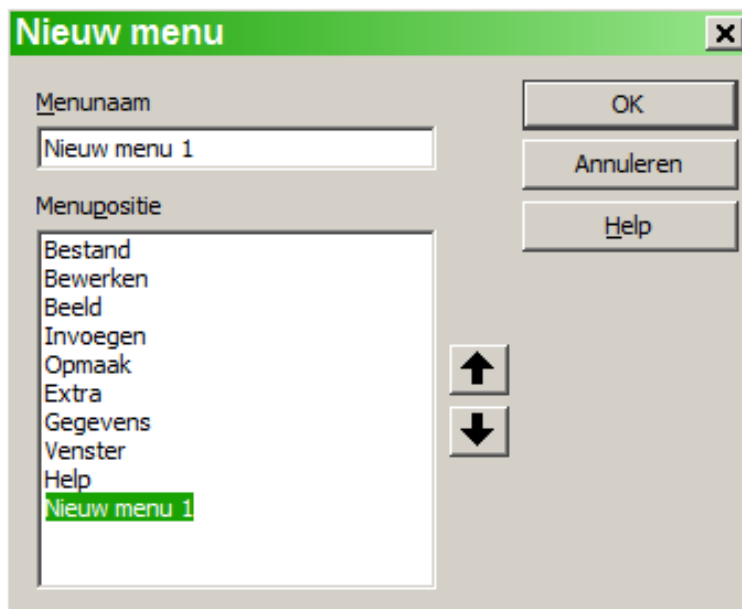 Nieuw menu
Menunaam
Nieuw menu 1
Menupositie
Bestand
Bewerken
Beeld
Invoegen
Opmaak
Extra
Gegevens
Venster
Help
Nieuw menu 1
OK
Annuleren
Help